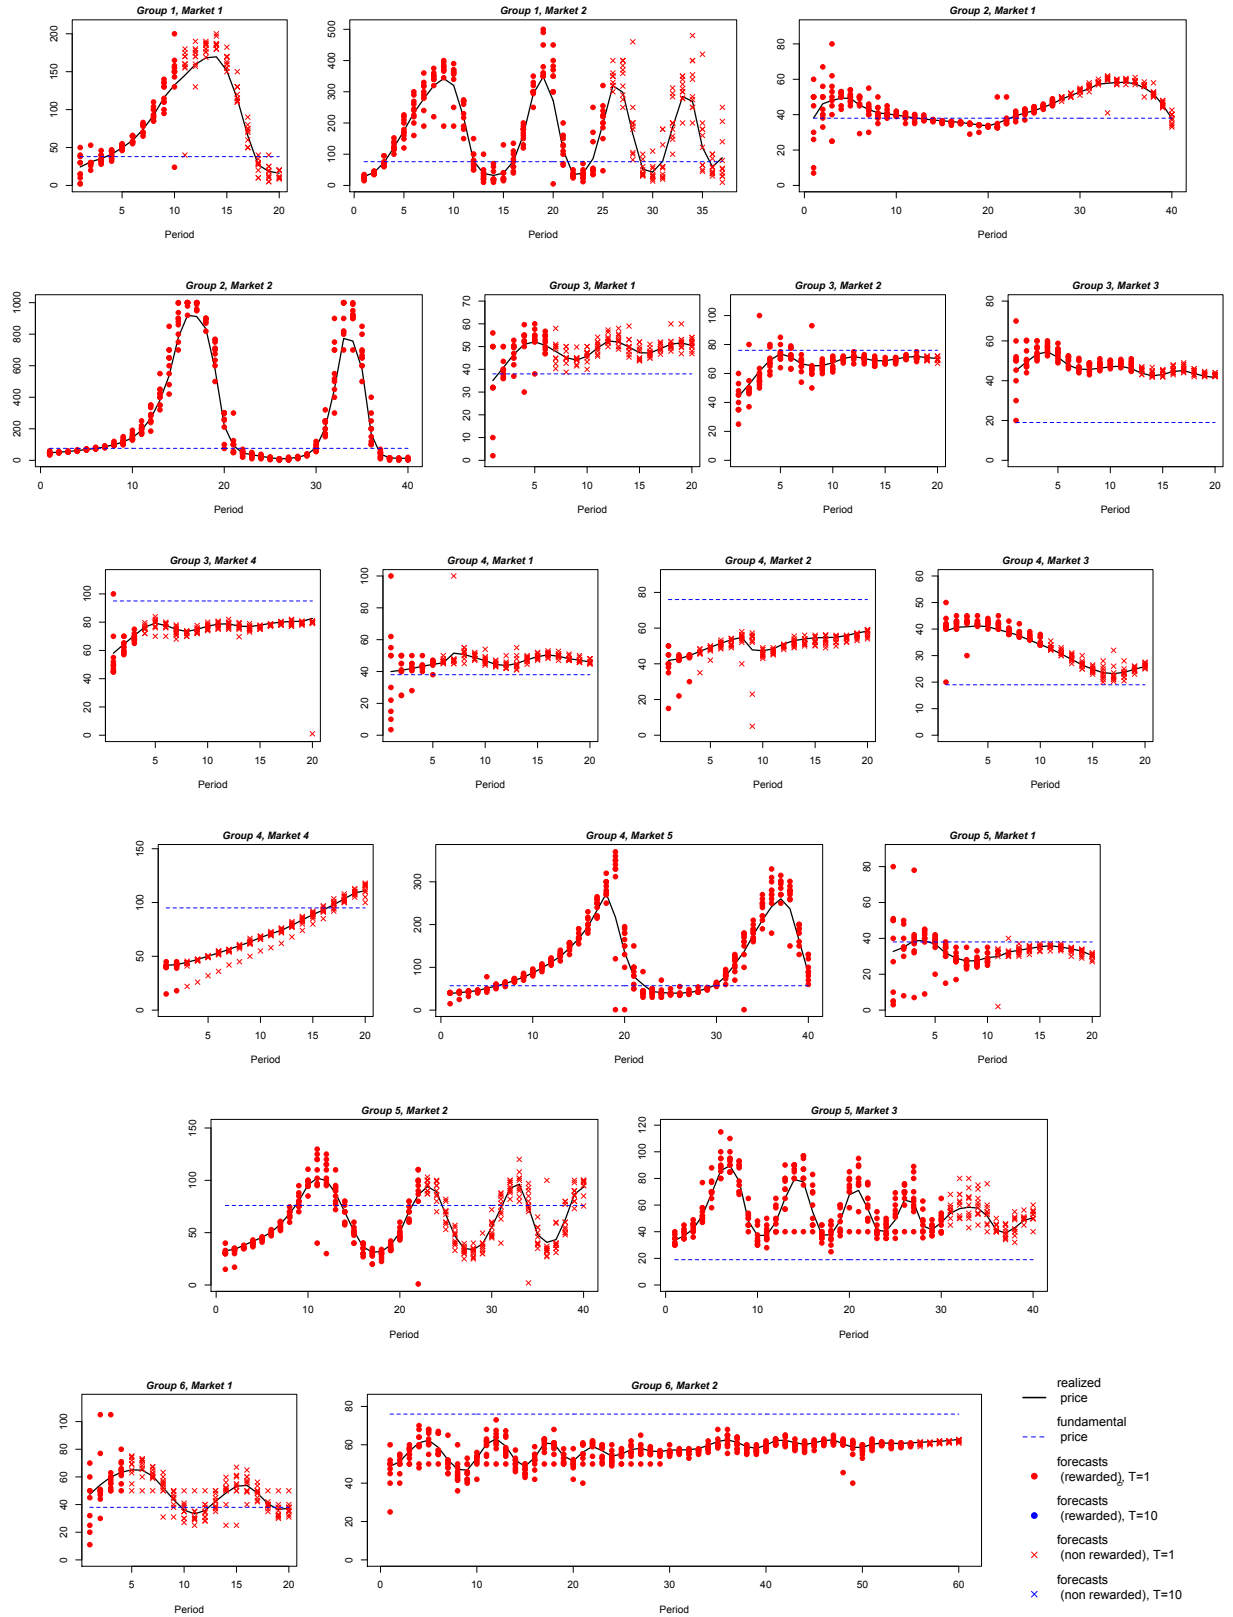 Group 1, Market 1
0 50 100 150 200
5 10 15 20
Period
Group 1, Market 2
0 100 200 300 400 500
0 5 10 15 20 25 30 35
Period
Group 2, Market 1
0 20 40 60 80
0 10 20 30 40
Period
Group 2, Market 2
0 100 200 300 400 500 600 700 800 900 1000
0 10 20 30 40
Period
Group 3, Market 1
0 10 20 30 40 50 60 70
5 10 15 20
Period
Group 3, Market 2
0 20 40 60 80 100
5 10 15 20
Period
Group 3, Market 3
0 20 40 60 80
5 10 15 20
Period
Group 3, Market 4
0 20 40 60 80 100
5 10 15 20
Period
Group 4, Market 1
0 20 40 60 80 100
5 10 15 20
Period
Group 4, Market 2
0 20 40 60 80
5 10 15 20
Period
Group 4, Market 3
0 10 20 30 40 50 60
5 10 15 20
Period
Group 4, Market 4
0 50 100 150
5 10 15 20
Period
Group 4, Market 5
0 100 200 300
0 10 20 30 40
Period
Group 5, Market 1
0 20 40 60 80
5 10 15 20
Period
Group 5, Market 2
0 50 100 150
0 10 20 30 40
Period
Group 5, Market 3
0 20 40 60 80 100 120
0 10 20 30 40
Period
Group 6, Market 1
0 20 40 60 80 100
5 10 15 20
Period
Group 6, Market 2
0 20 40 60 80
0 10 20 30 40 50 60
Period
realized
price
fundamental
price
forecasts
(rewarded), T=1
forecasts
(rewarded), T=10
forecasts
(non rewarded), T=1
forecasts
(non rewarded), T=10